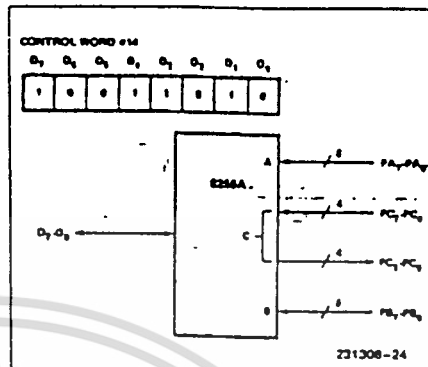 CONTROL WORD #14
D7 D6 D5 D4 D3 D2 D1 D0
1 0 0 1 1 0 1 0
A
8
PA7-PA0
8255A
4
PC7-PC4
D7-D0
C
4
PC3-PC0
B
8
PB7-PB0
231308-24